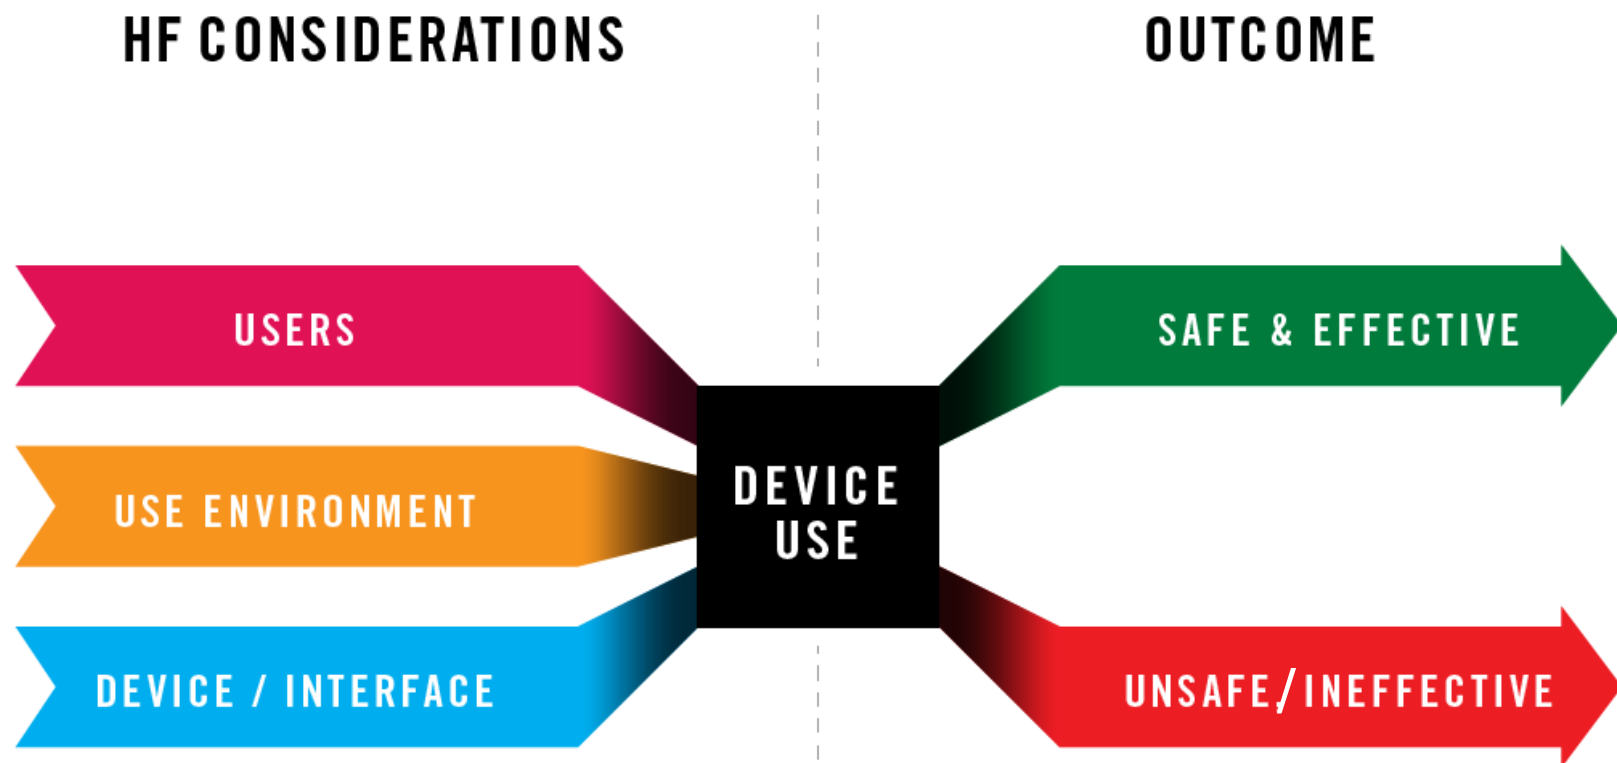 HF CONSIDERATIONS
OUTCOME
USERS
USE ENVIRONMENT
DEVICE / INTERFACE
DEVICE
USE
SAFE & EFFECTIVE
UNSAFE/INEFFECTIVE